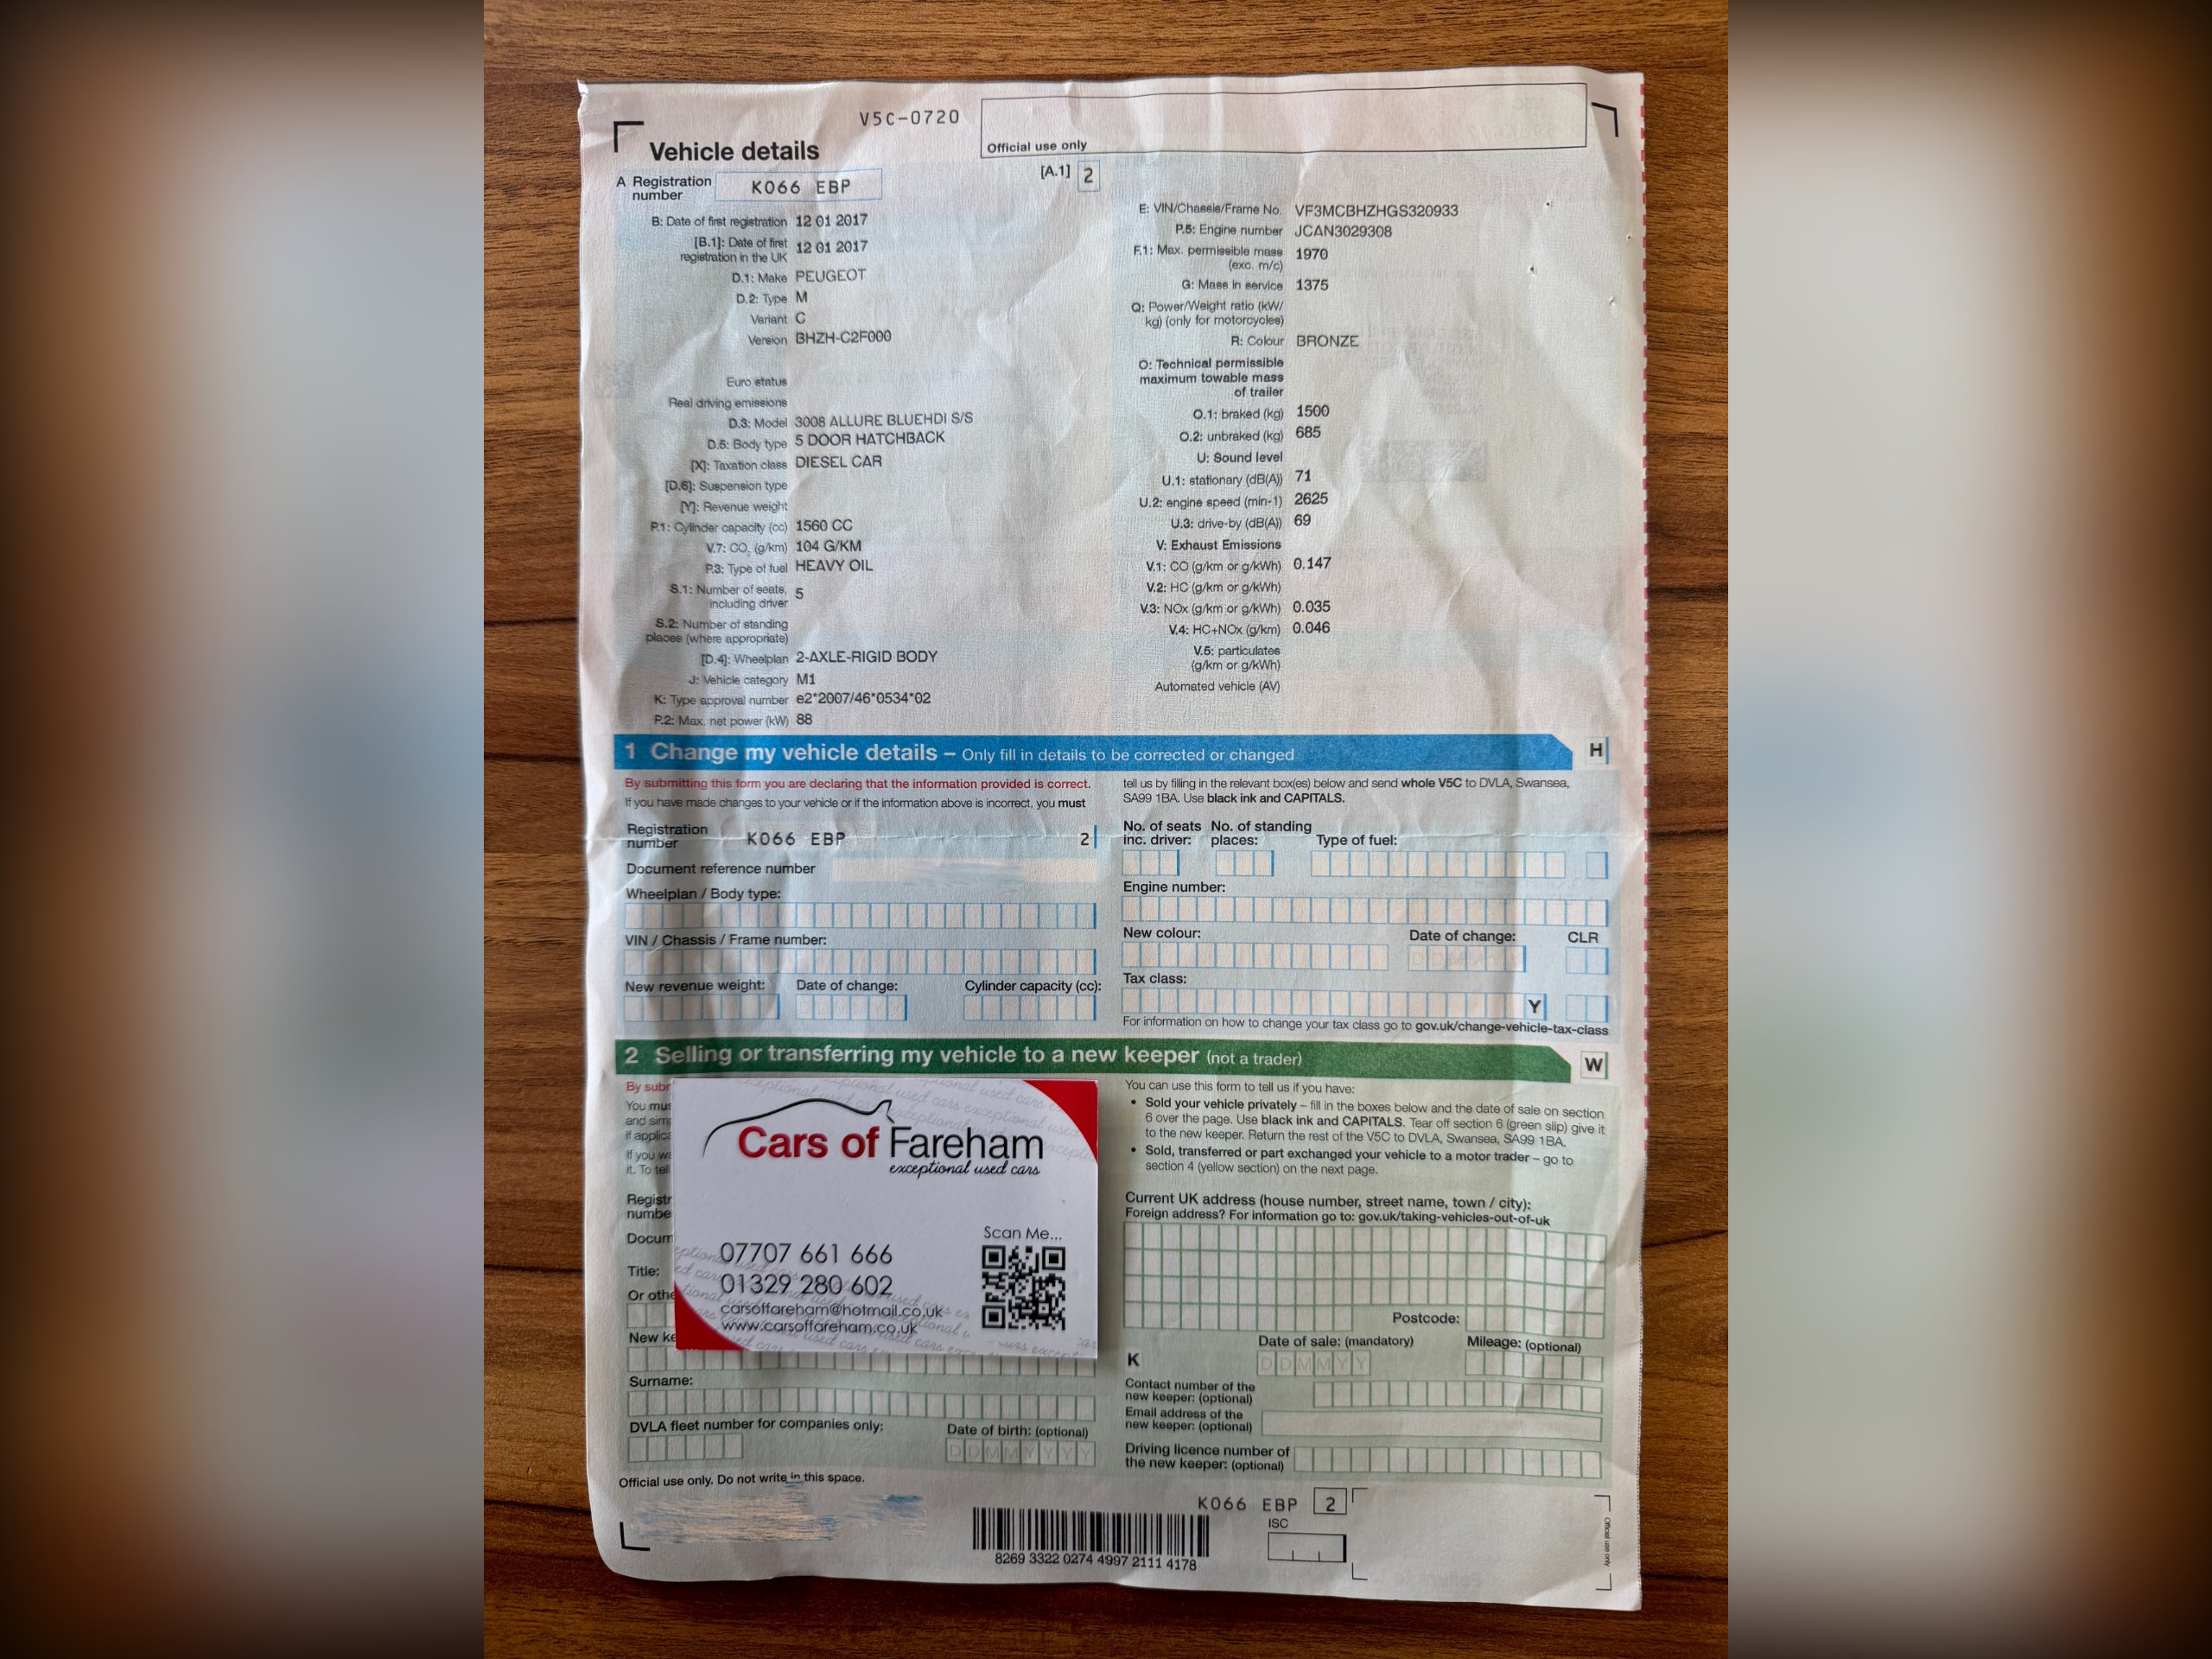 V5C-0720
Official use only
Vehicle details
A Registration number K066 EBP
[A.1] 2
B: Date of first registration 12 01 2017
[B.1]: Date of first registration in the UK 12 01 2017
D.1: Make PEUGEOT
D.2: Type M
Variant C
Version BHZH-C2F000
Euro status
Real driving emissions
D.3: Model 3008 ALLURE BLUEHDI S/S
D.5: Body type 5 DOOR HATCHBACK
[X]: Taxation class DIESEL CAR
[D.6]: Suspension type
[Y]: Revenue weight
P.1: Cylinder capacity (cc) 1560 CC
V.7: CO2 (g/km) 104 G/KM
P.3: Type of fuel HEAVY OIL
S.1: Number of seats, including driver 5
S.2: Number of standing places (where appropriate)
[D.4]: Wheelplan 2-AXLE-RIGID BODY
J: Vehicle category M1
K: Type approval number e2*2007/46*0534*02
P.2: Max. net power (kW) 88
E: VIN/Chassis/Frame No. VF3MCBHZHGS320933
P.5: Engine number JCAN3029308
F.1: Max. permissible mass (exc. m/c) 1970
G: Mass in service 1375
Q: Power/Weight ratio (kW/kg) (only for motorcycles)
R: Colour BRONZE
O: Technical permissible maximum towable mass of trailer
O.1: braked (kg) 1500
O.2: unbraked (kg) 685
U: Sound level
U.1: stationary (dB(A)) 71
U.2: engine speed (min-1) 2625
U.3: drive-by (dB(A)) 69
V: Exhaust Emissions
V.1: CO (g/km or g/kWh) 0.147
V.2: HC (g/km or g/kWh)
V.3: NOx (g/km or g/kWh) 0.035
V.4: HC+NOx (g/km) 0.046
V.5: particulates (g/km or g/kWh)
Automated vehicle (AV)
1 Change my vehicle details – Only fill in details to be corrected or changed
H
By submitting this form you are declaring that the information provided is correct.
If you have made changes to your vehicle or if the information above is incorrect, you must
tell us by filling in the relevant box(es) below and send whole V5C to DVLA, Swansea,
SA99 1BA. Use black ink and CAPITALS.
Registration number K066 EBP 2
Document reference number
Wheelplan / Body type:
VIN / Chassis / Frame number:
New revenue weight: Date of change: Cylinder capacity (cc):
No. of seats inc. driver: No. of standing places: Type of fuel:
Engine number:
New colour: Date of change: CLR
Tax class:
Y
For information on how to change your tax class go to gov.uk/change-vehicle-tax-class
2 Selling or transferring my vehicle to a new keeper (not a trader)
W
By subm
You mus
and sim
if applica
If you w
it. To tell
Registr
numbe
Docum
Title:
Or othe
New ke
Cars of Fareham
exceptional used cars
Scan Me...
07707 661 666
01329 280 602
carsoffareham@hotmail.co.uk
www.carsoffareham.co.uk
Surname:
DVLA fleet number for companies only:
Date of birth: (optional)
DDMMYYYY
You can use this form to tell us if you have:
• Sold your vehicle privately – fill in the boxes below and the date of sale on section
6 over the page. Use black ink and CAPITALS. Tear off section 6 (green slip) give it
to the new keeper. Return the rest of the V5C to DVLA, Swansea, SA99 1BA.
• Sold, transferred or part exchanged your vehicle to a motor trader – go to
section 4 (yellow section) on the next page.
Current UK address (house number, street name, town / city):
Foreign address? For information go to: gov.uk/taking-vehicles-out-of-uk
Postcode:
K
Date of sale: (mandatory) Mileage: (optional)
DDMMYY
Contact number of the new keeper: (optional)
Email address of the new keeper: (optional)
Driving licence number of the new keeper: (optional)
Official use only. Do not write in this space.
K066 EBP 2
ISC
8269 3322 0274 4997 2111 4178
Official use only